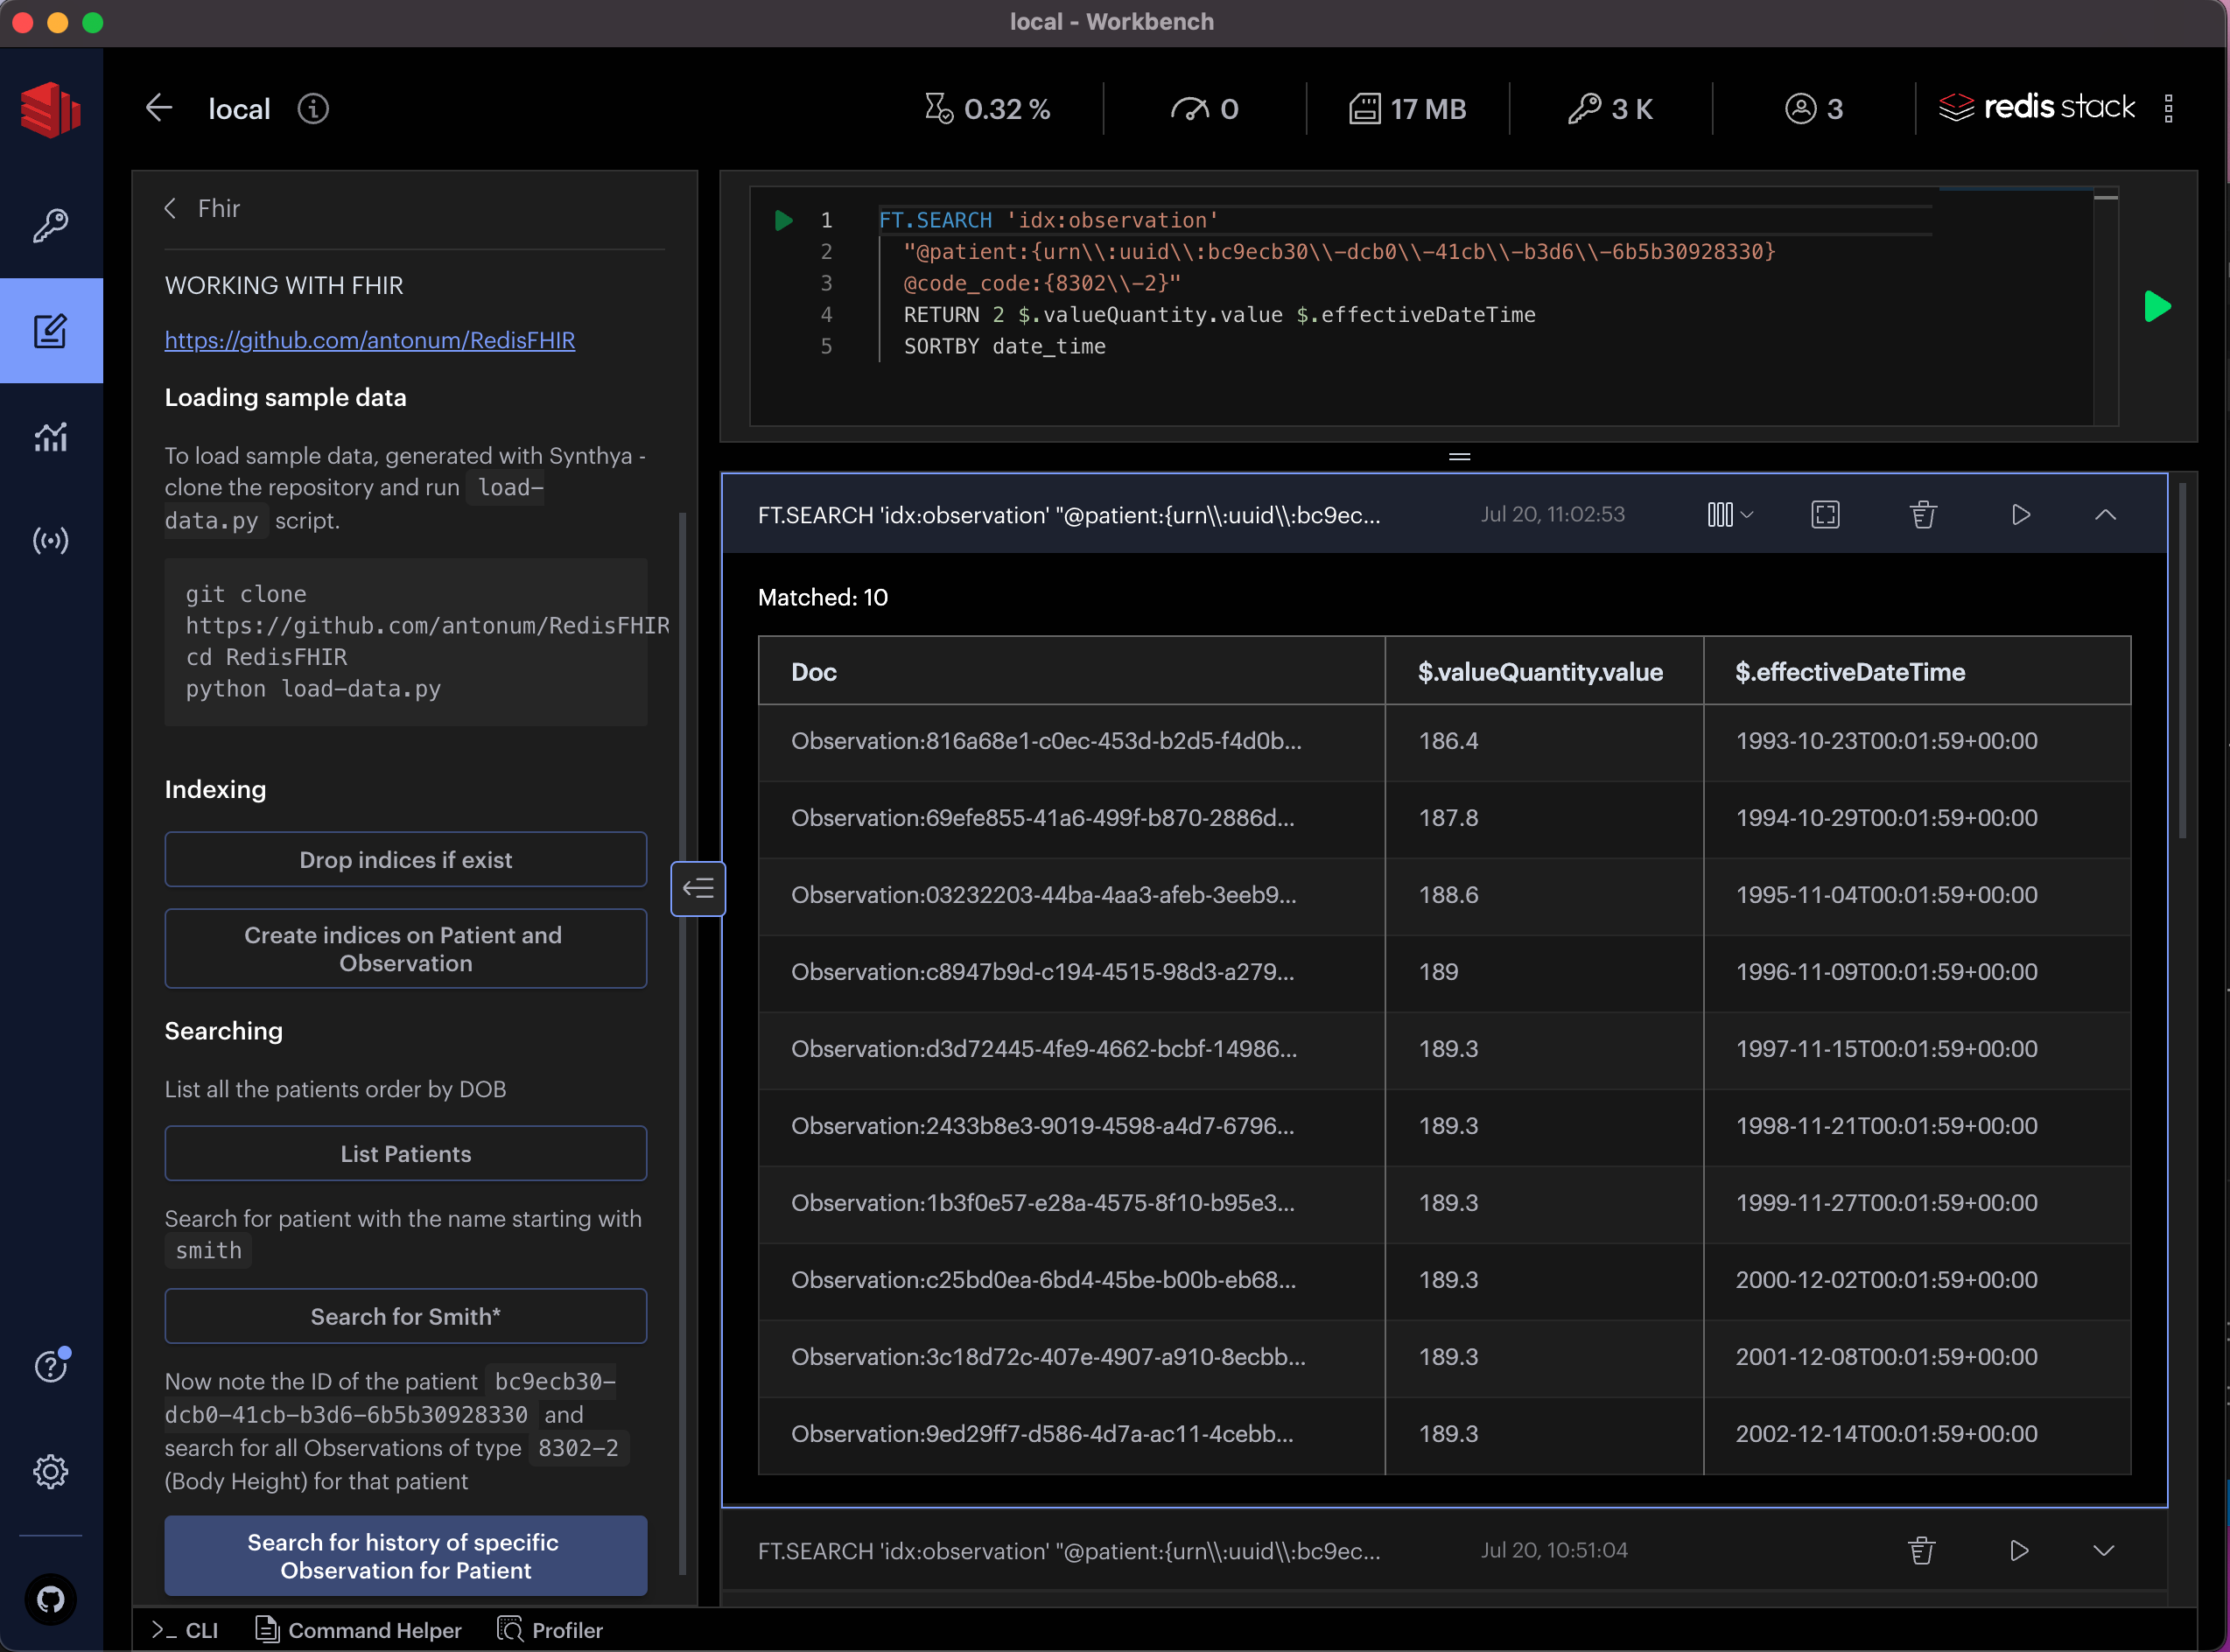 local - Workbench
local
0.32 %
0
17 MB
3 K
3
redis stack
Fhir
WORKING WITH FHIR
https://github.com/antonum/RedisFHIR
Loading sample data
To load sample data, generated with Synthya -
clone the repository and run load-
data.py script.
git clone
https://github.com/antonum/RedisFHIR
cd RedisFHIR
python load-data.py
Indexing
Drop indices if exist
Create indices on Patient and
Observation
Searching
List all the patients order by DOB
List Patients
Search for patient with the name starting with
smith
Search for Smith*
Now note the ID of the patient bc9ecb30-
dcb0-41cb-b3d6-6b5b30928330 and
search for all Observations of type 8302-2
(Body Height) for that patient
Search for history of specific
Observation for Patient
1 FT.SEARCH 'idx:observation'
2 "@patient:{urn\\:uuid\\:bc9ecb30\\-dcb0\\-41cb\\-b3d6\\-6b5b30928330}
3 @code_code:{8302\\-2}"
4 RETURN 2 $.valueQuantity.value $.effectiveDateTime
5 SORTBY date_time
FT.SEARCH 'idx:observation' "@patient:{urn\\:uuid\\:bc9ec... Jul 20, 11:02:53
Matched: 10
Doc $.valueQuantity.value $.effectiveDateTime
Observation:816a68e1-c0ec-453d-b2d5-f4d0b... 186.4 1993-10-23T00:01:59+00:00
Observation:69efe855-41a6-499f-b870-2886d... 187.8 1994-10-29T00:01:59+00:00
Observation:03232203-44ba-4aa3-afeb-3eeb9... 188.6 1995-11-04T00:01:59+00:00
Observation:c8947b9d-c194-4515-98d3-a279... 189 1996-11-09T00:01:59+00:00
Observation:d3d72445-4fe9-4662-bcbf-14986... 189.3 1997-11-15T00:01:59+00:00
Observation:2433b8e3-9019-4598-a4d7-6796... 189.3 1998-11-21T00:01:59+00:00
Observation:1b3f0e57-e28a-4575-8f10-b95e3... 189.3 1999-11-27T00:01:59+00:00
Observation:c25bd0ea-6bd4-45be-b00b-eb68... 189.3 2000-12-02T00:01:59+00:00
Observation:3c18d72c-407e-4907-a910-8ecbb... 189.3 2001-12-08T00:01:59+00:00
Observation:9ed29ff7-d586-4d7a-ac11-4cebb... 189.3 2002-12-14T00:01:59+00:00
FT.SEARCH 'idx:observation' "@patient:{urn\\:uuid\\:bc9ec... Jul 20, 10:51:04
>_ CLI
Command Helper
Profiler